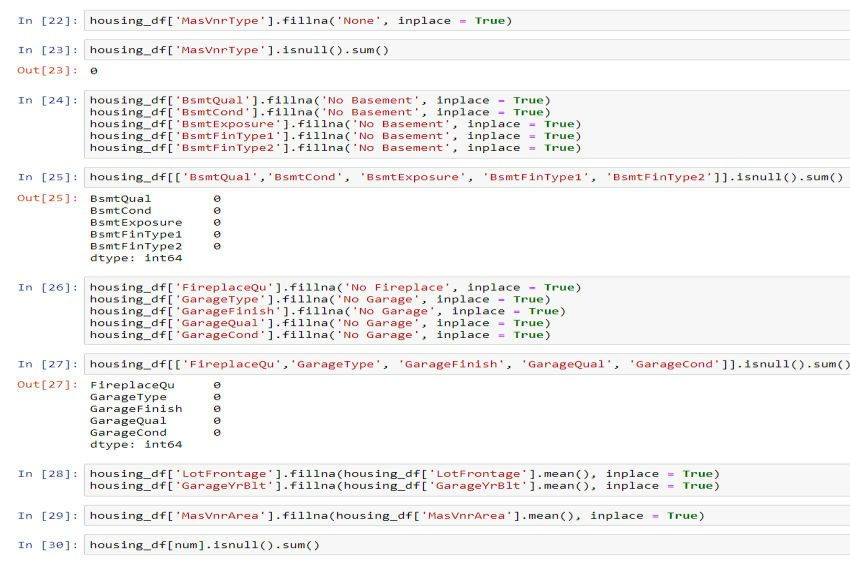 In [22]: housing_df['MasVnrType'].fillna('None', inplace = True)
In [23]: housing_df['MasVnrType'].isnull().sum()
Out[23]: 0
In [24]: housing_df['BsmtQual'].fillna('No Basement', inplace = True)
housing_df['BsmtCond'].fillna('No Basement', inplace = True)
housing_df['BsmtExposure'].fillna('No Basement', inplace = True)
housing_df['BsmtFinType1'].fillna('No Basement', inplace = True)
housing_df['BsmtFinType2'].fillna('No Basement', inplace = True)
In [25]: housing_df[['BsmtQual','BsmtCond', 'BsmtExposure', 'BsmtFinType1', 'BsmtFinType2']].isnull().sum()
Out[25]: BsmtQual 0
BsmtCond 0
BsmtExposure 0
BsmtFinType1 0
BsmtFinType2 0
dtype: int64
In [26]: housing_df['FireplaceQu'].fillna('No Fireplace', inplace = True)
housing_df['GarageType'].fillna('No Garage', inplace = True)
housing_df['GarageFinish'].fillna('No Garage', inplace = True)
housing_df['GarageQual'].fillna('No Garage', inplace = True)
housing_df['GarageCond'].fillna('No Garage', inplace = True)
In [27]: housing_df[['FireplaceQu','GarageType', 'GarageFinish', 'GarageQual', 'GarageCond']].isnull().sum()
Out[27]: FireplaceQu 0
GarageType 0
GarageFinish 0
GarageQual 0
GarageCond 0
dtype: int64
In [28]: housing_df['LotFrontage'].fillna(housing_df['LotFrontage'].mean(), inplace = True)
housing_df['GarageYrBlt'].fillna(housing_df['GarageYrBlt'].mean(), inplace = True)
In [29]: housing_df['MasVnrArea'].fillna(housing_df['MasVnrArea'].mean(), inplace = True)
In [30]: housing_df[num].isnull().sum()